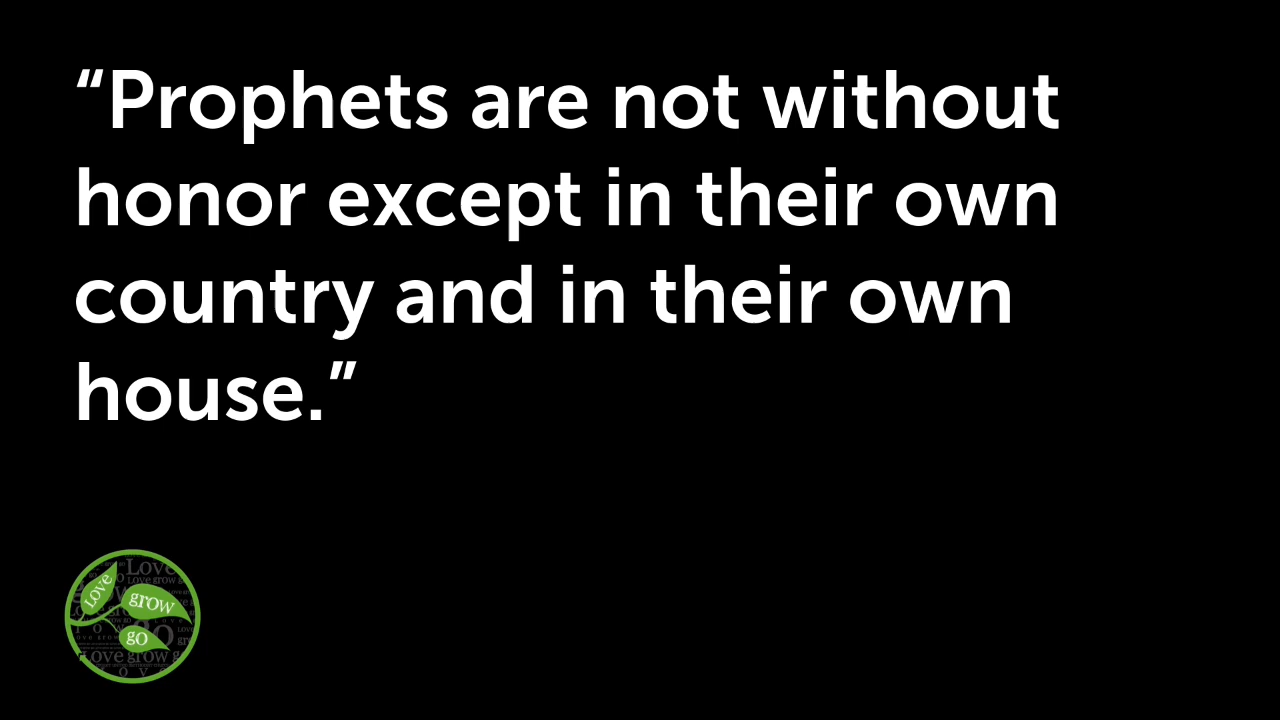 “Prophets are not without
honor except in their own
country and in their own
house.”
Love
grow
go